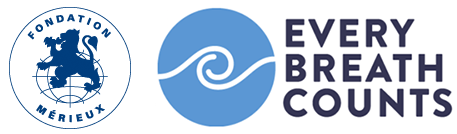 FONDATION
MÉRIEUX
EVERY
BREATH
COUNTS